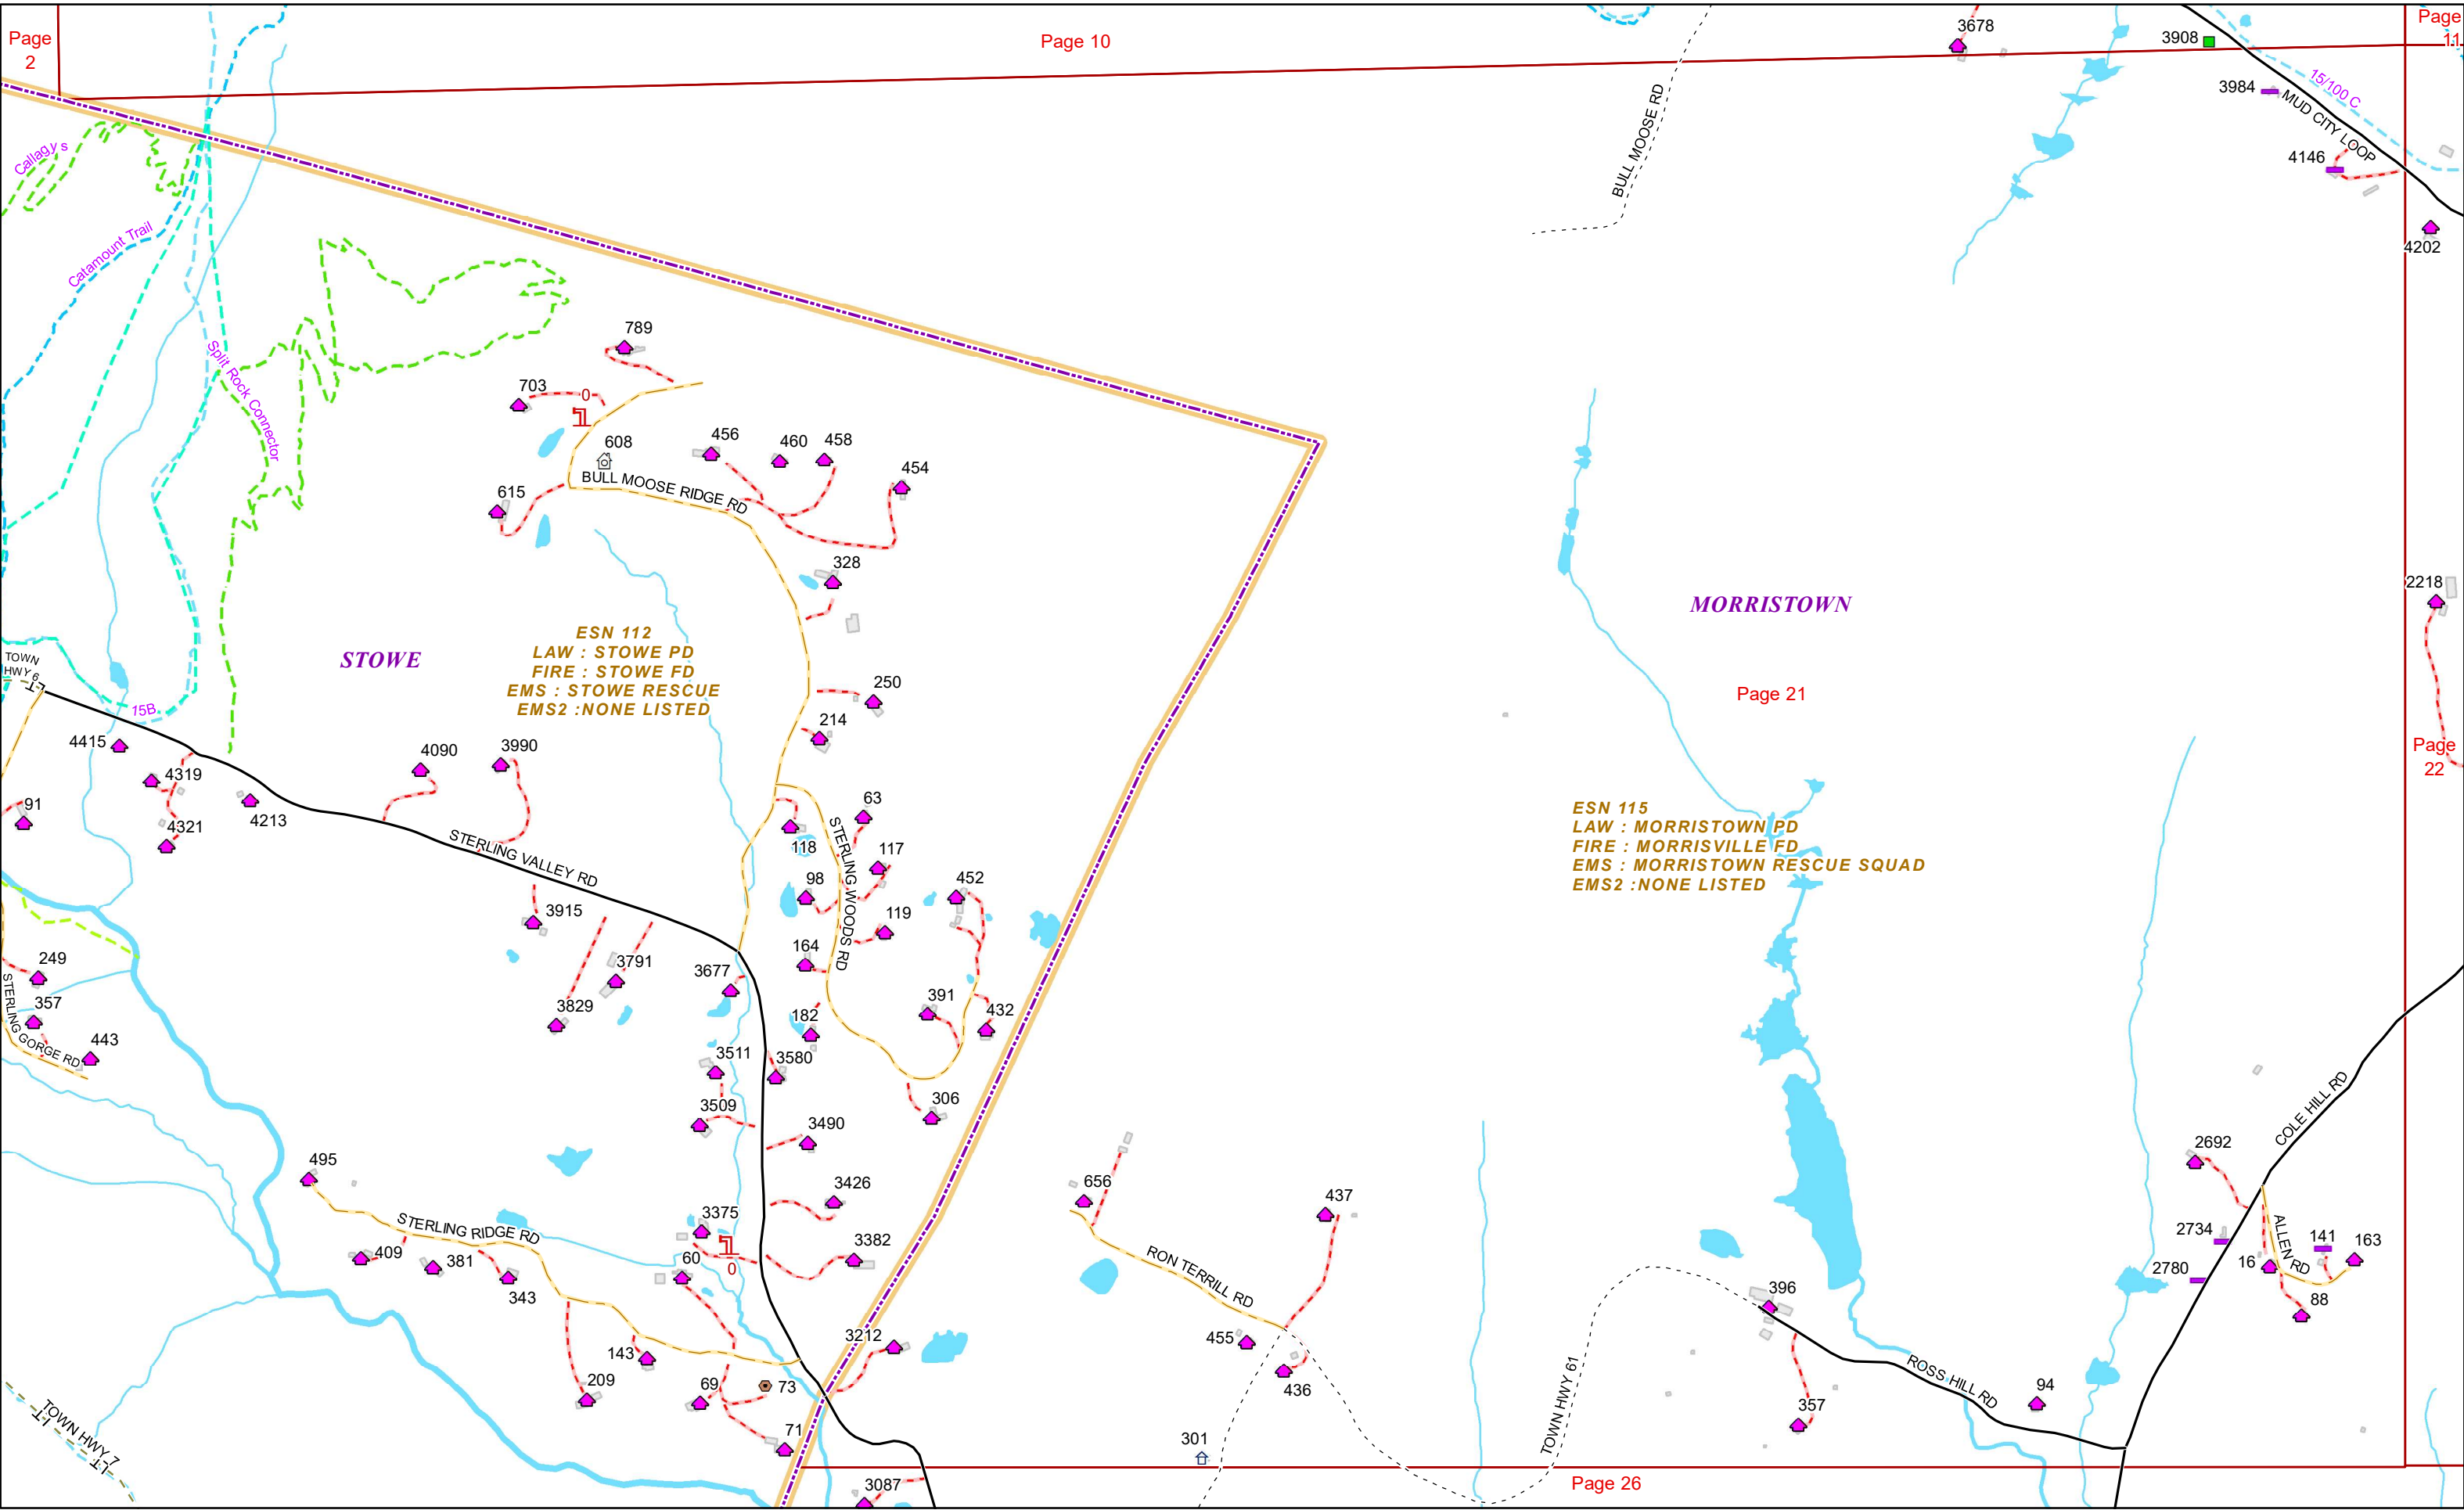 Page
2
Page 10
3678
3908
Page
11
3984
15/100 C
MUD CITY LOOP
BULL MOOSE RD
4146
4202
Callagy s
Catamount Trail
Split Rock Connector
789
703
0
608
456
460
458
454
BULL MOOSE RIDGE RD
615
328
2218
MORRISTOWN
STOWE
ESN 112
LAW : STOWE PD
FIRE : STOWE FD
EMS : STOWE RESCUE
EMS2 :NONE LISTED
TOWN
HWY 6
250
Page 21
15B
214
4415
4090
3990
Page
22
4319
91
4321
4213
63
ESN 115
LAW : MORRISTOWN PD
FIRE : MORRISVILLE FD
EMS : MORRISTOWN RESCUE SQUAD
EMS2 :NONE LISTED
STERLING VALLEY RD
118
STERLING WOODS RD
117
98
452
3915
119
164
249
3791
3677
357
STERLING GORGE RD
3829
391
432
182
443
3511
3580
3509
306
3490
COLE HILL RD
2692
495
3426
656
437
STERLING RIDGE RD
3375
409
381
60
0
3382
RON TERRILL RD
2734
ALLEN RD
141
163
16
2780
343
396
88
3212
455
143
209
69
73
436
TOWN HWY 61
ROSS HILL RD
94
357
TOWN HWY 7
71
301
3087
Page 26